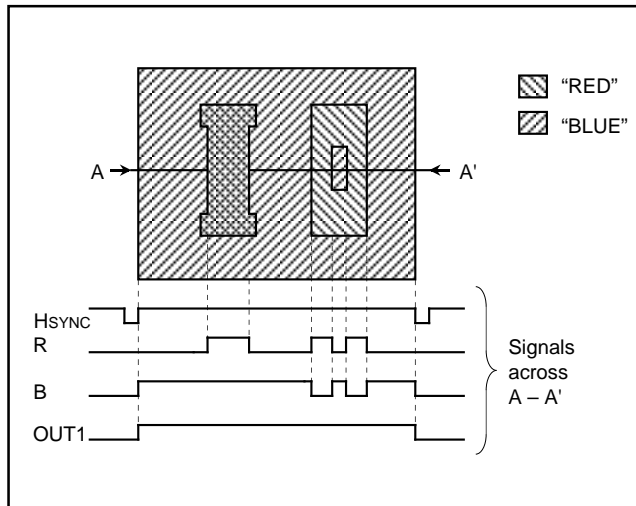 “RED”
“BLUE”
A A'
HSYNC
R
B
OUT1
Signals
across
A – A'